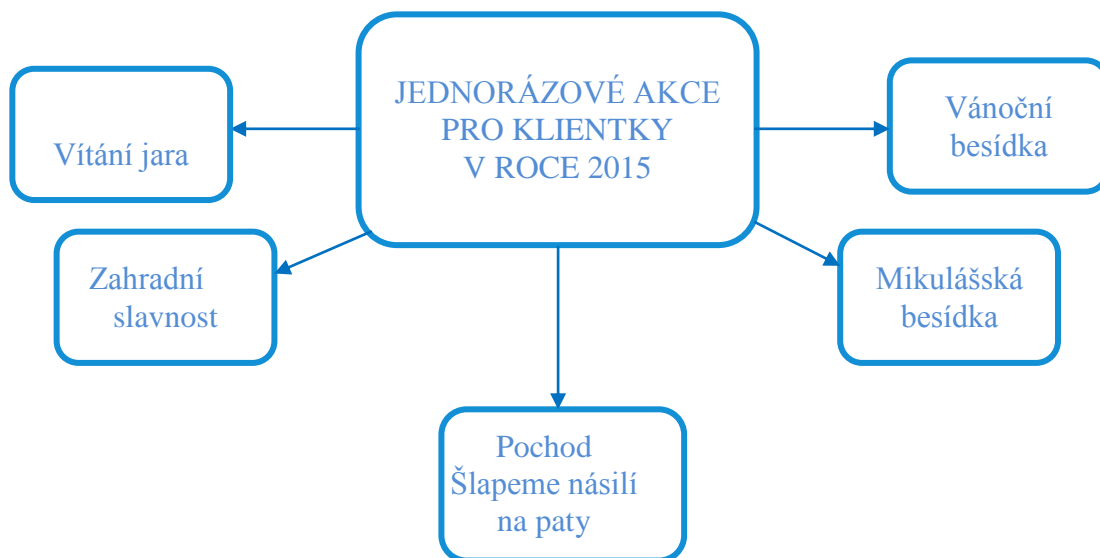 JEDNORÁZOVÉ AKCE
PRO KLIENTKY
V ROCE 2015
Vítání jara
Vánoční
besídka
Zahradní
slavnost
Mikulášská
besídka
Pochod
Šlapeme násilí
na paty